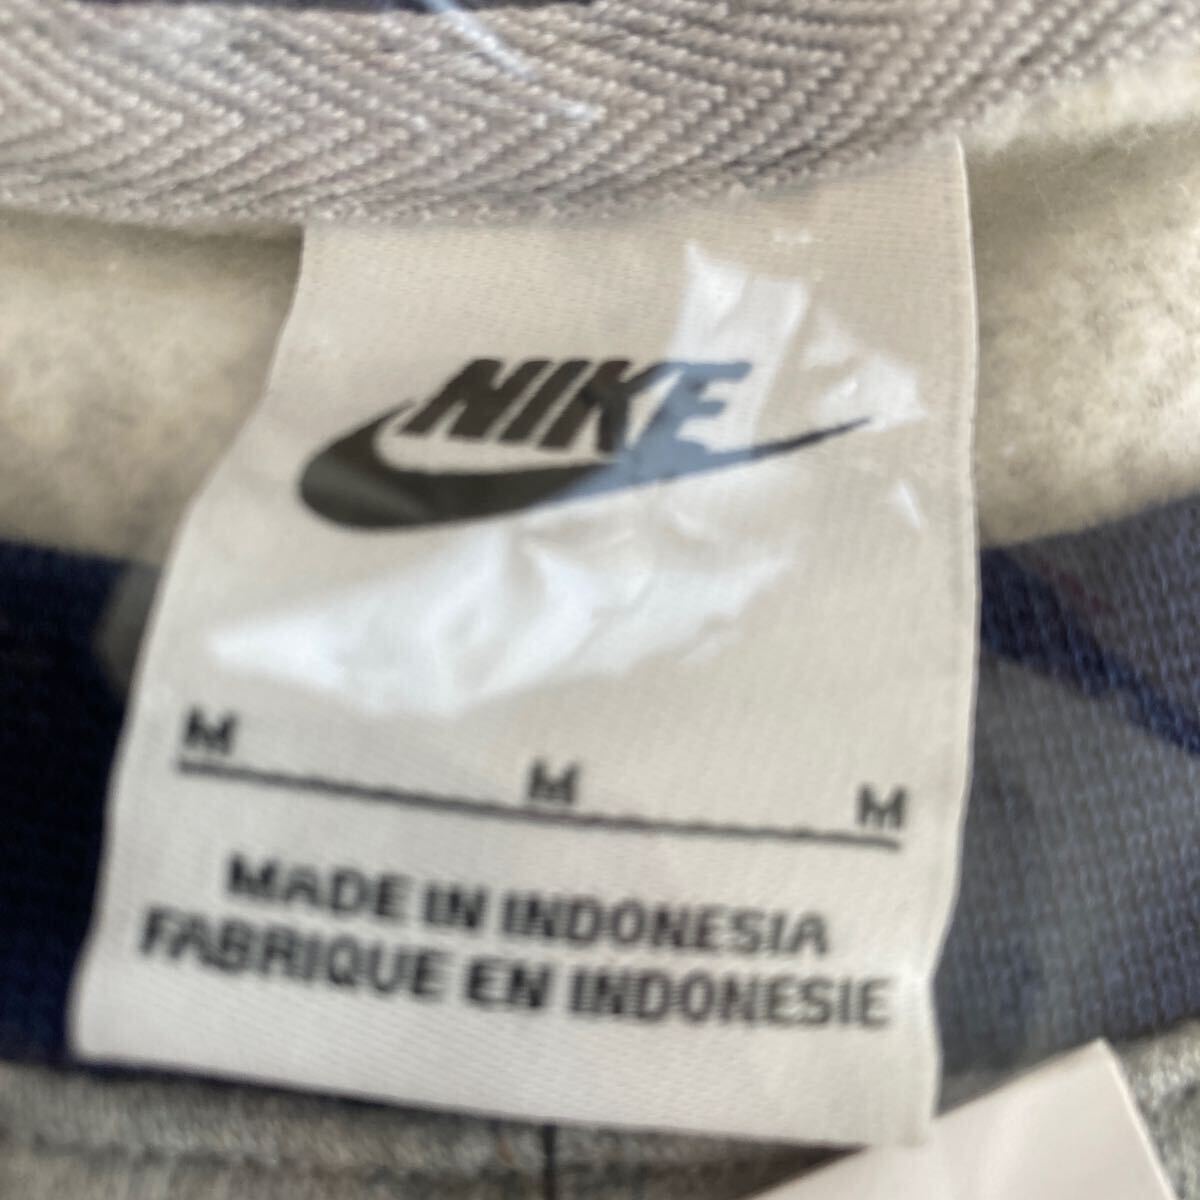 NIKE
M M M
MADE IN INDONESIA
FABRIQUE EN INDONESIE